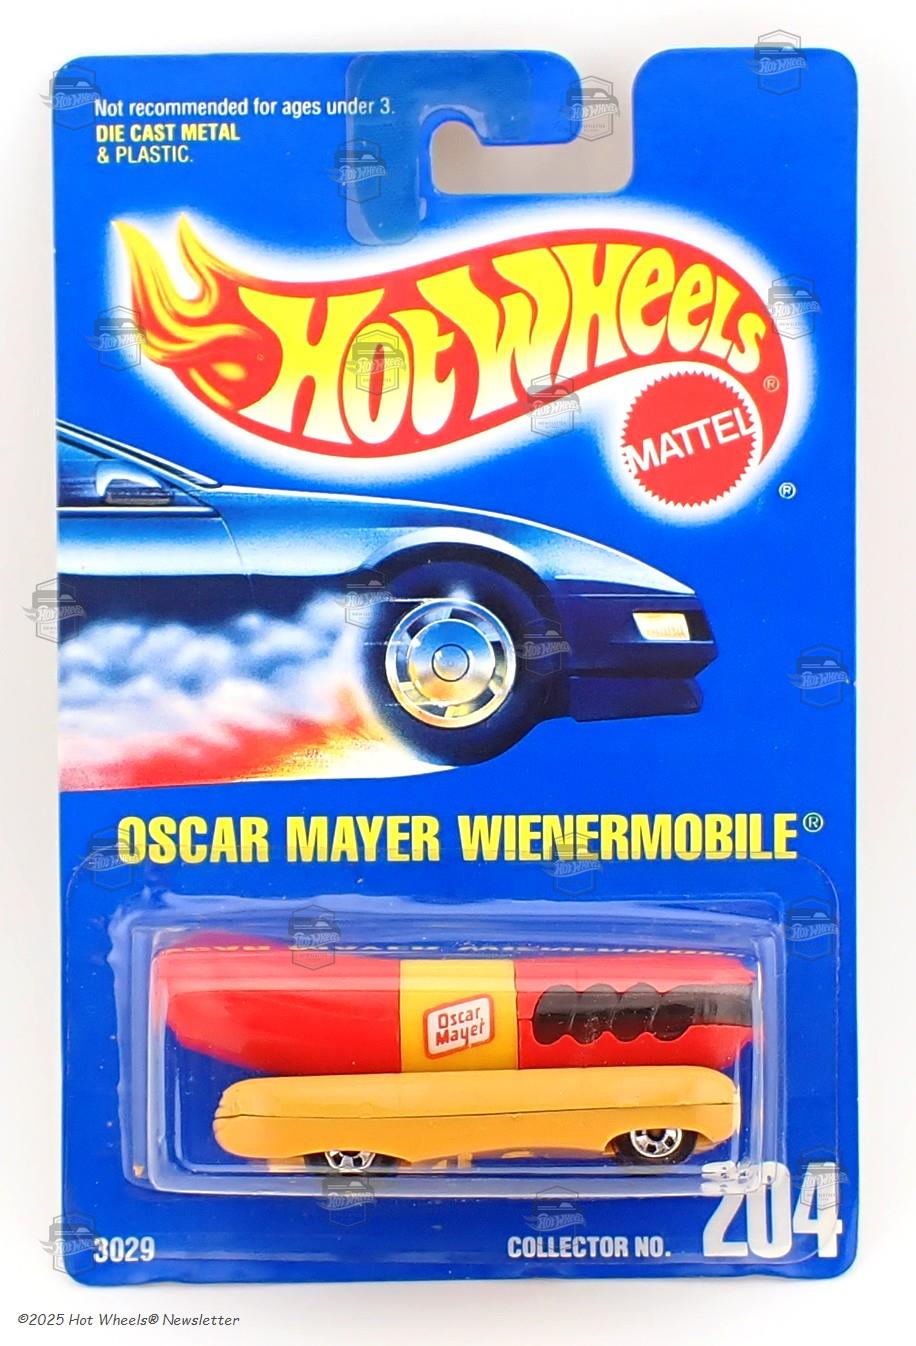 Not recommended for ages under 3.
DIE CAST METAL
& PLASTIC.
Hot Wheels®
MATTEL
®
OSCAR MAYER WIENERMOBILE®
Oscar
Mayer
3029
COLLECTOR NO. 204
©2025 Hot Wheels® Newsletter